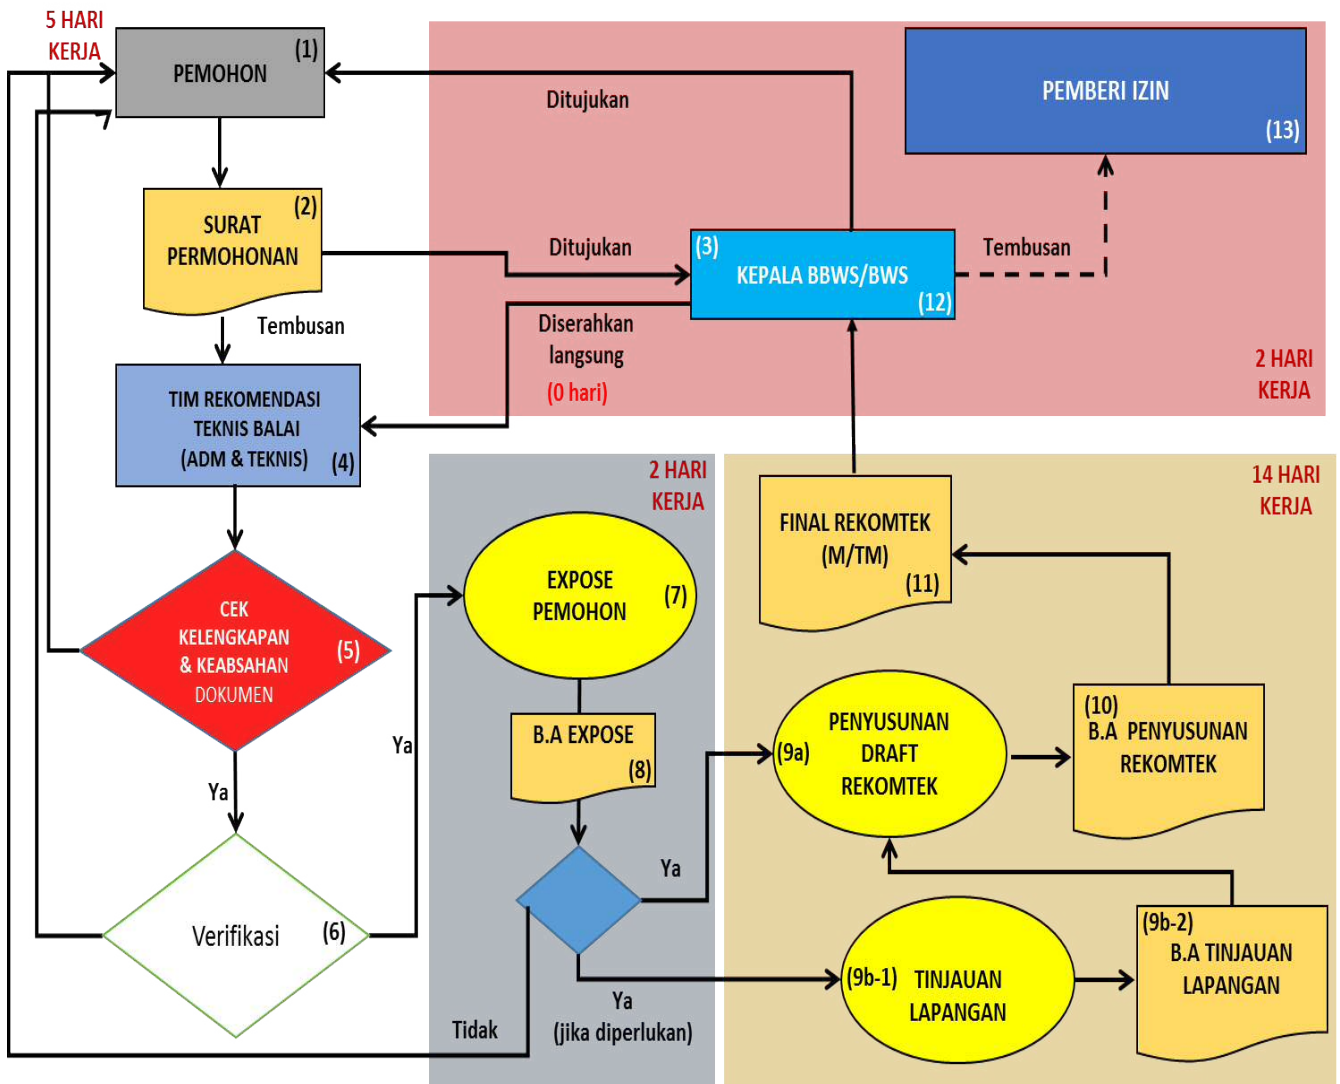 5 HARI
KERJA
(1)
PEMOHON
Ditujukan
PEMBERI IZIN
(13)
(2)
SURAT
PERMOHONAN
Ditujukan
(3)
KEPALA BBWS/BWS
(12)
Tembusan
Tembusan
Diserahkan
langsung
(0 hari)
2 HARI
KERJA
TIM REKOMENDASI
TEKNIS BALAI
(ADM & TEKNIS)
(4)
2 HARI
KERJA
14 HARI
KERJA
CEK
KELENGKAPAN
& KEABSAHAN
DOKUMEN
(5)
Ya
Verifikasi
(6)
Ya
EXPOSE
PEMOHON
(7)
B.A EXPOSE
(8)
Ya
Ya
(jika diperlukan)
Tidak
FINAL REKOMTEK
(M/TM)
(11)
PENYUSUNAN
DRAFT
REKOMTEK
(9a)
(10)
B.A PENYUSUNAN
REKOMTEK
(9b-1)
TINJAUAN
LAPANGAN
(9b-2)
B.A TINJAUAN
LAPANGAN